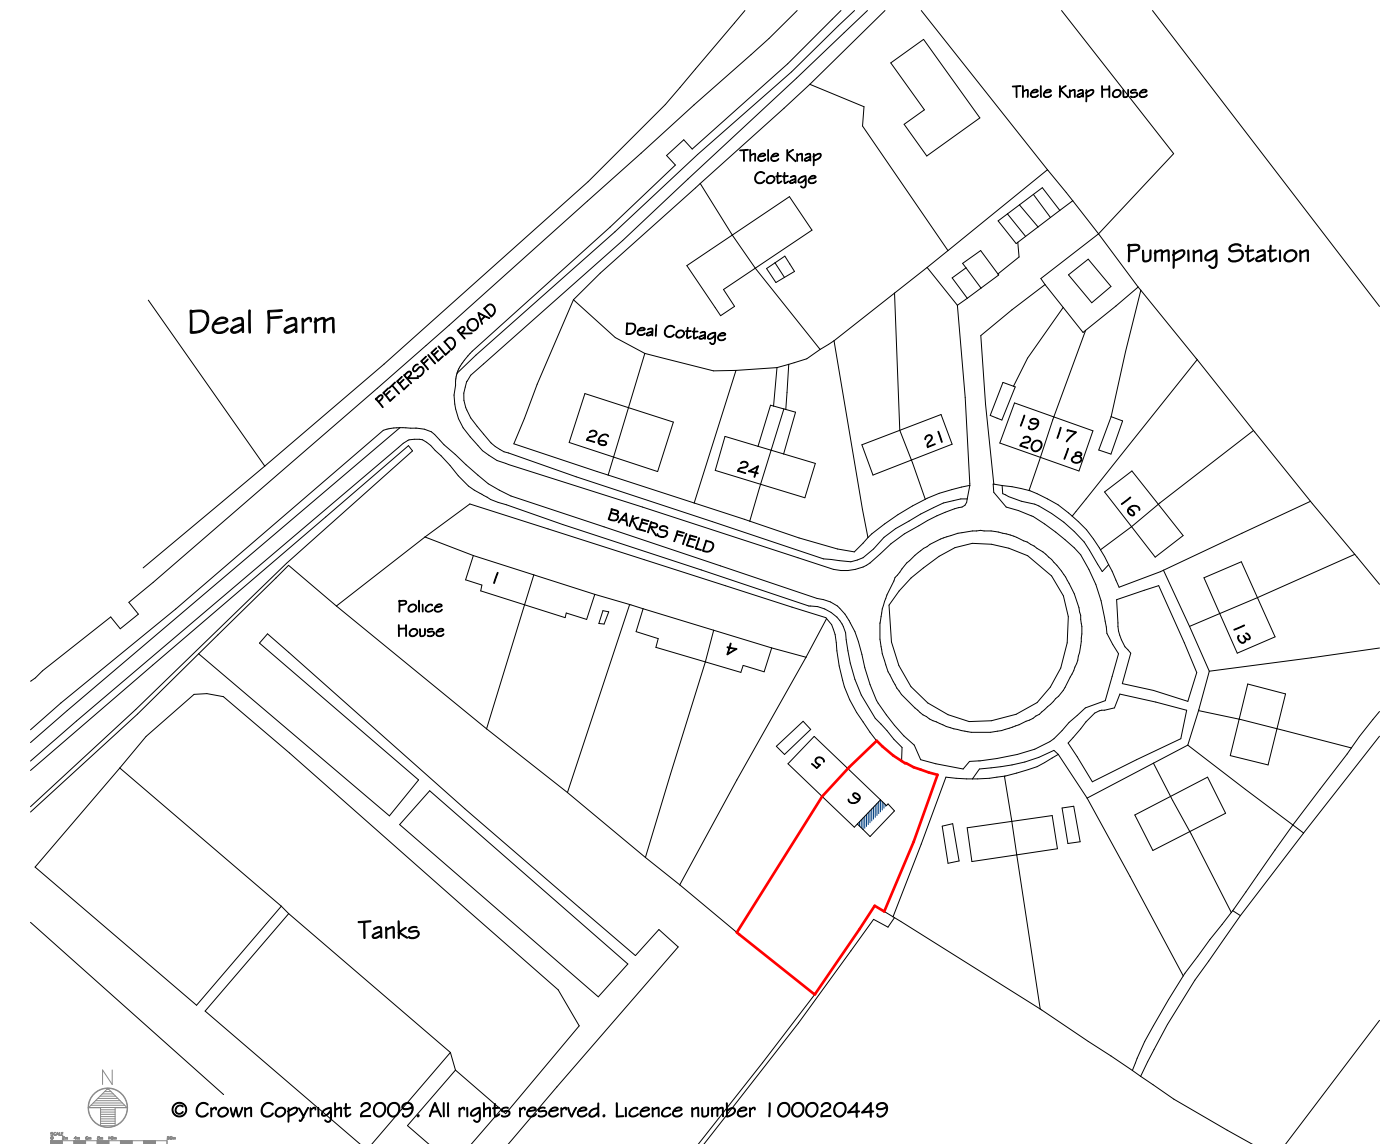 Thele Knap House
Thele Knap
Cottage
Pumping Station
Deal Farm
PETERSFIELD ROAD
Deal Cottage
26
24
21
19
20
17
18
16
BAKERS FIELD
1
Police
House
4
13
5
6
Tanks
N
© Crown Copyright 2009. All rights reserved. Licence number 100020449